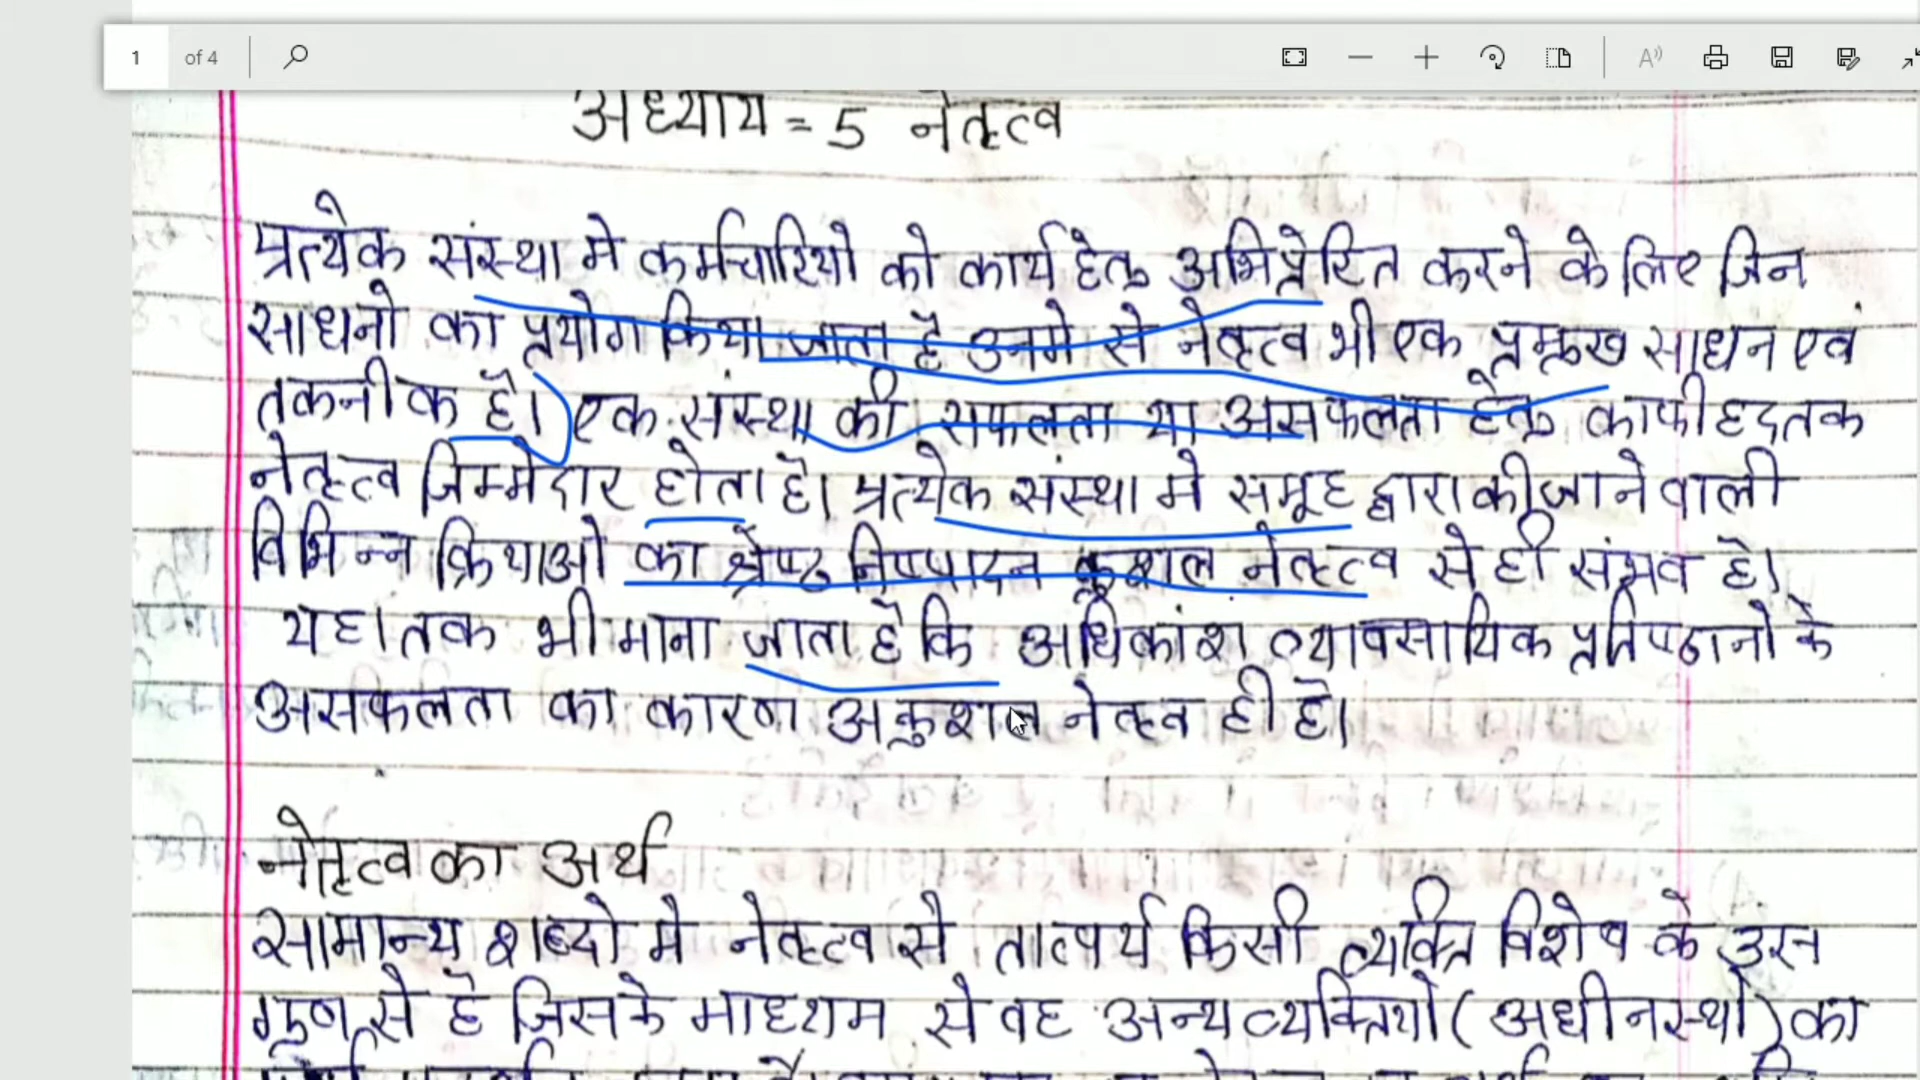 1 of 4
अध्याय = 5 नेतृत्व
प्रत्येक संस्था मे कर्मचारियो को कार्य हेतु अभिप्रेरित करने के लिए जिन
साधनो का प्रयोग किया जाता है उनमे से नेतृत्व भी एक प्रमुख साधन एवं
तकनीक है। एक संस्था की सफलता या असफलता हेतु काफी हद तक
नेतृत्व जिम्मेदार होता है। प्रत्येक संस्था मे समूह द्वारा की जाने वाली
विभिन्न क्रियाओ का श्रेष्ठ निष्पादन कुशल नेतृत्व से ही संभव है।
यहा तक भी माना जाता है कि अधिकांश व्यावसायिक प्रतिष्ठानो के
असफलता का कारण अकुशल नेतृत्व ही है।
नेतृत्व का अर्थ
सामान्य शब्दो मे नेतृत्व से तात्पर्य किसी व्यक्ति विशेष के उस
गुण से है जिसके माध्यम से वह अन्य व्यक्तियो (अधीनस्थो) का